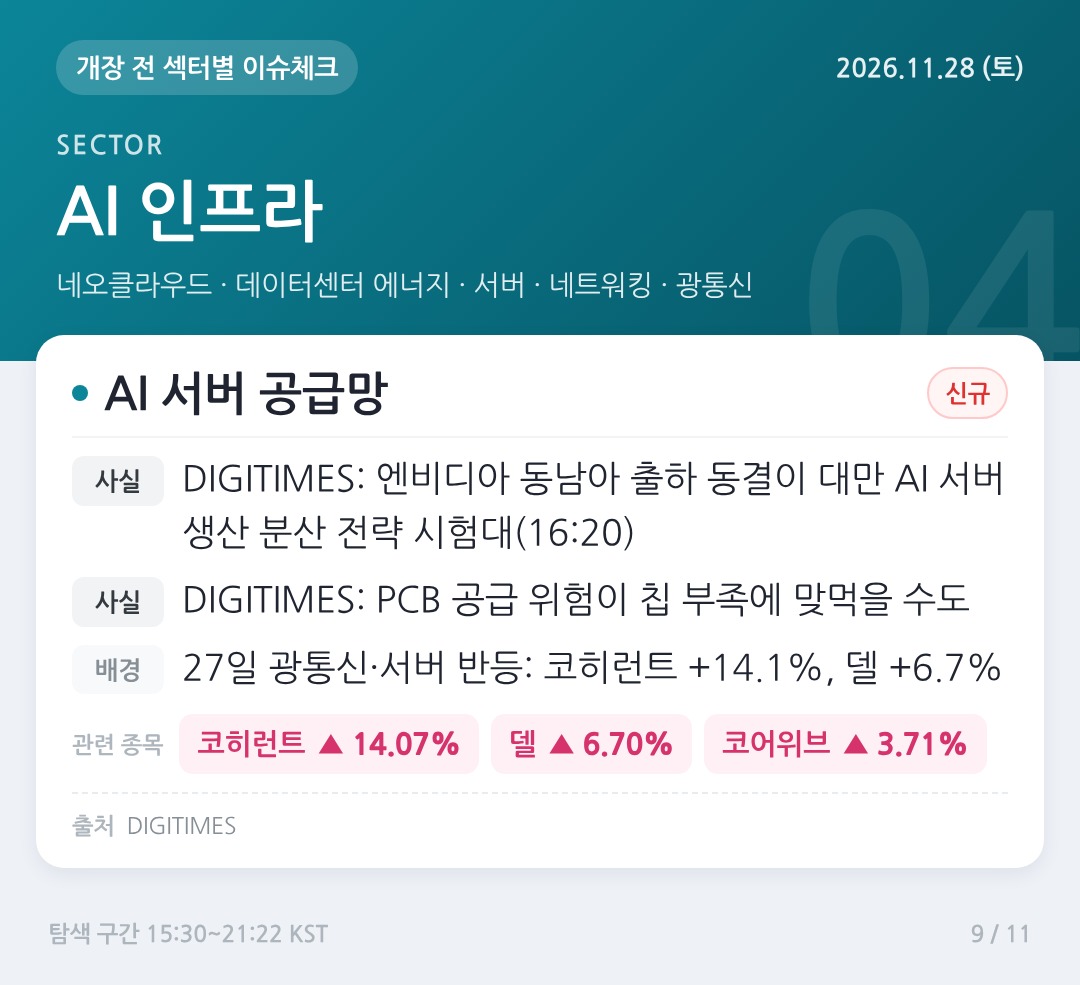 개장 전 섹터별 이슈체크
2026.11.28 (토)
SECTOR
AI 인프라
네오클라우드 · 데이터센터 에너지 · 서버 · 네트워킹 · 광통신
04
AI 서버 공급망
신규
사실 DIGITIMES: 엔비디아 동남아 출하 동결이 대만 AI 서버
생산 분산 전략 시험대(16:20)
사실 DIGITIMES: PCB 공급 위험이 칩 부족에 맞먹을 수도
배경 27일 광통신·서버 반등: 코히런트 +14.1%, 델 +6.7%
관련 종목 코히런트 ▲ 14.07% 델 ▲ 6.70% 코어위브 ▲ 3.71%
출처 DIGITIMES
탐색 구간 15:30~21:22 KST
9 / 11